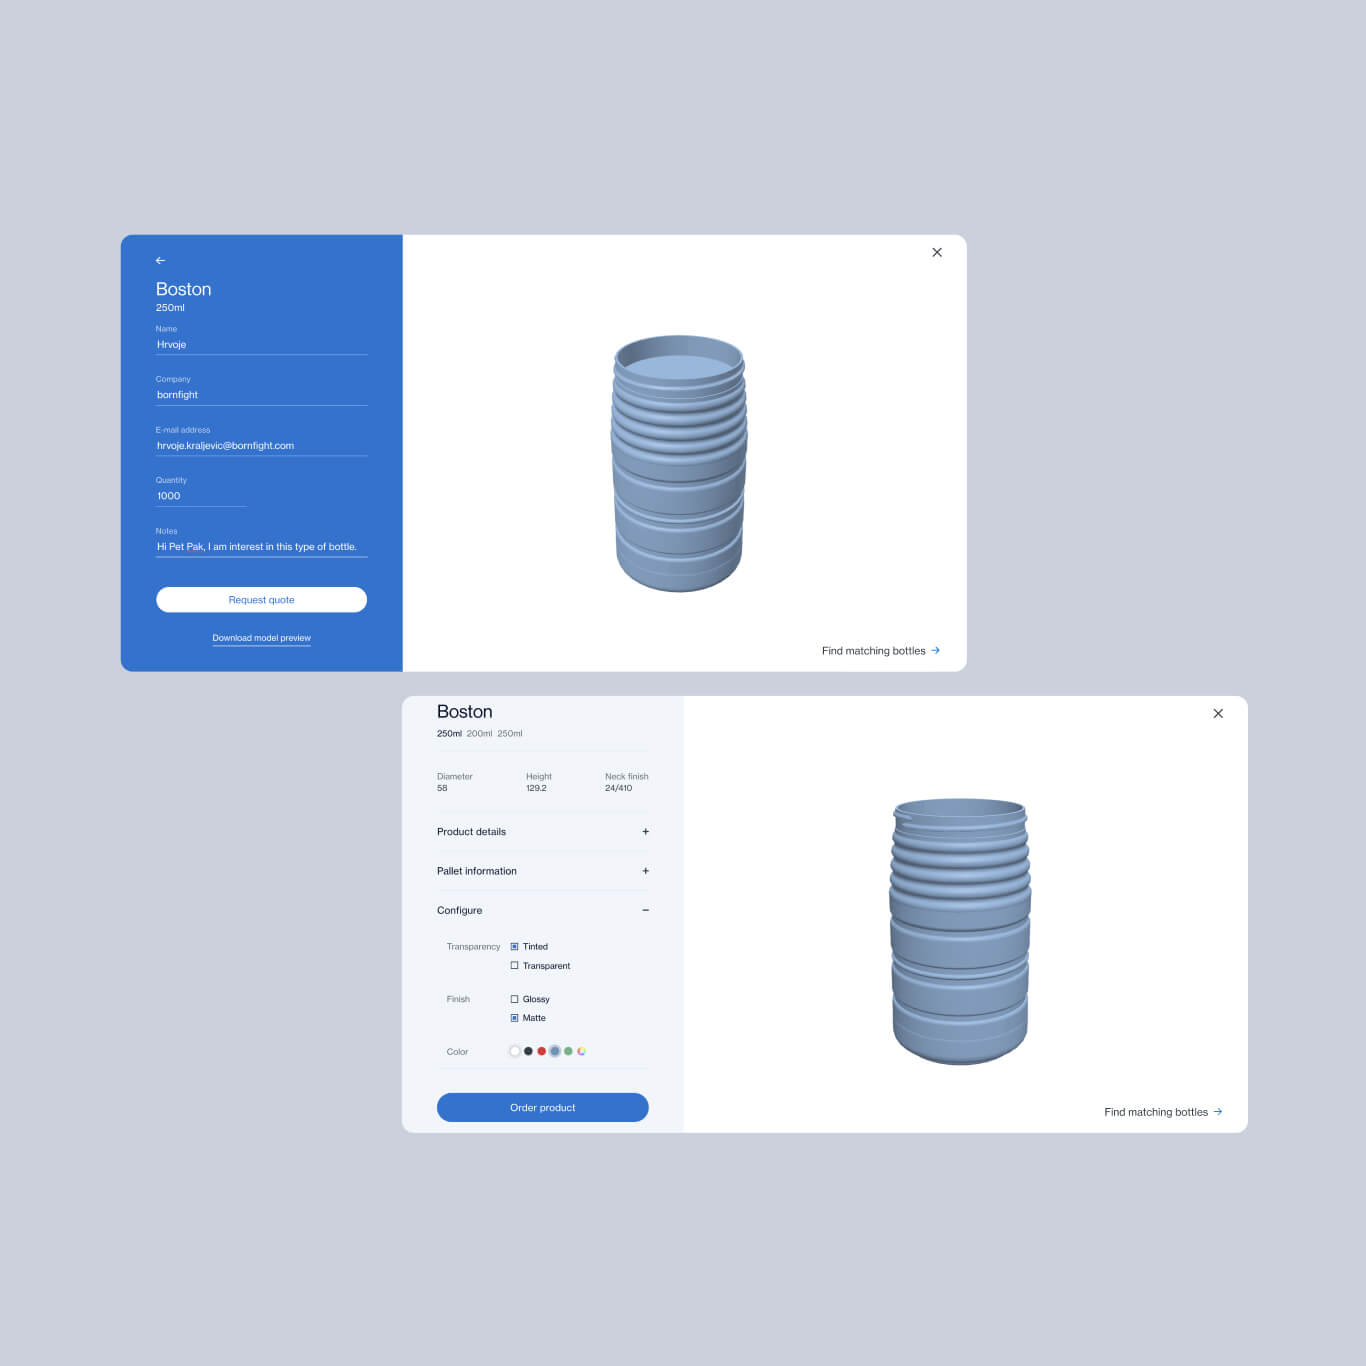 Boston
250ml
Name
Hrvoje
Company
bornfight
E-mail address
hrvoje.kraljevic@bornfight.com
Quantity
1000
Notes
Hi Pet Pak, I am interest in this type of bottle.
Request quote
Download model preview
Find matching bottles
Boston
250ml 200ml 250ml
Diameter Height Neck finish
58 129.2 24/410
Product details
Pallet information
Configure
Transparency Tinted
Transparent
Finish Glossy
Matte
Color
Order product
Find matching bottles